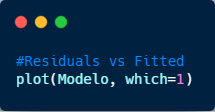 #Residuals vs Fitted
plot(Modelo, which=1)